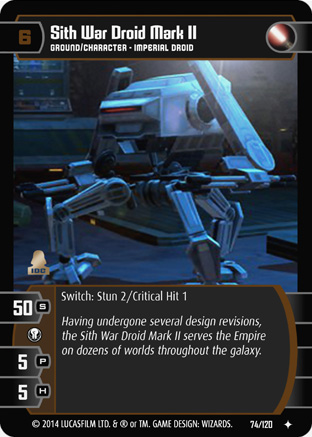 6 Sith War Droid Mark II
GROUND/CHARACTER • IMPERIAL DROID
IDC
50 S
Switch: Stun 2/Critical Hit 1
Having undergone several design revisions,
the Sith War Droid Mark II serves the Empire
on dozens of worlds throughout the galaxy.
5 P
5 H
© 2014 LUCASFILM LTD. & ® or TM. GAME DESIGN: WIZARDS. 74/120